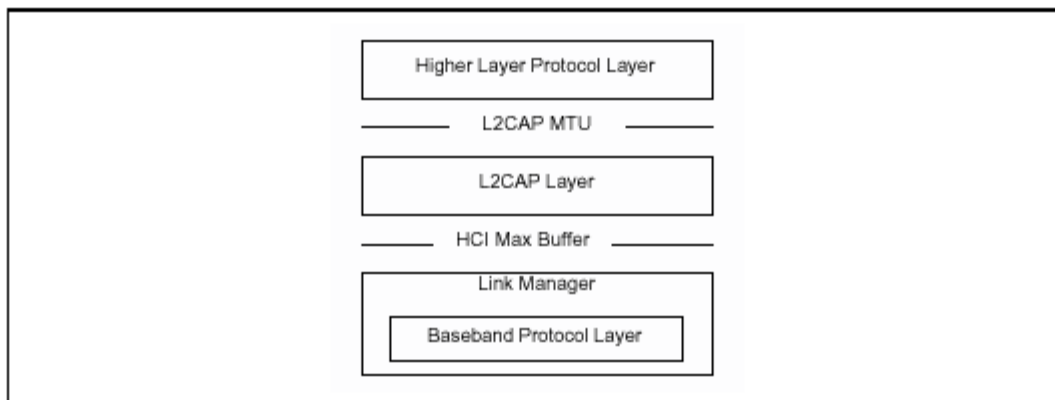 Higher Layer Protocol Layer
L2CAP MTU
L2CAP Layer
HCI Max Buffer
Link Manager
Baseband Protocol Layer